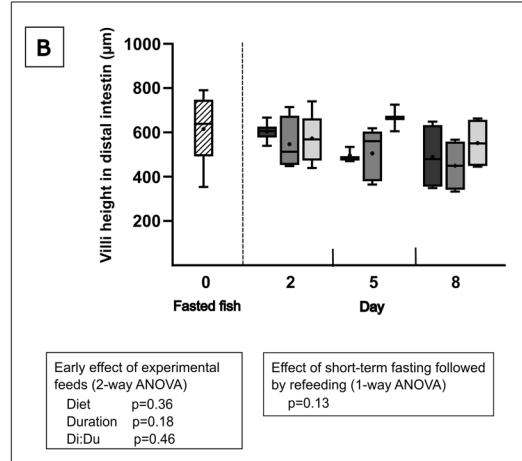 B
Villi height in distal intestin (µm)
1000
800
600
400
200
0
2
5
8
Fasted fish
Day
Early effect of experimental
feeds (2-way ANOVA)
Diet p=0.36
Duration p=0.18
Di:Du p=0.46
Effect of short-term fasting followed
by refeeding (1-way ANOVA)
p=0.13